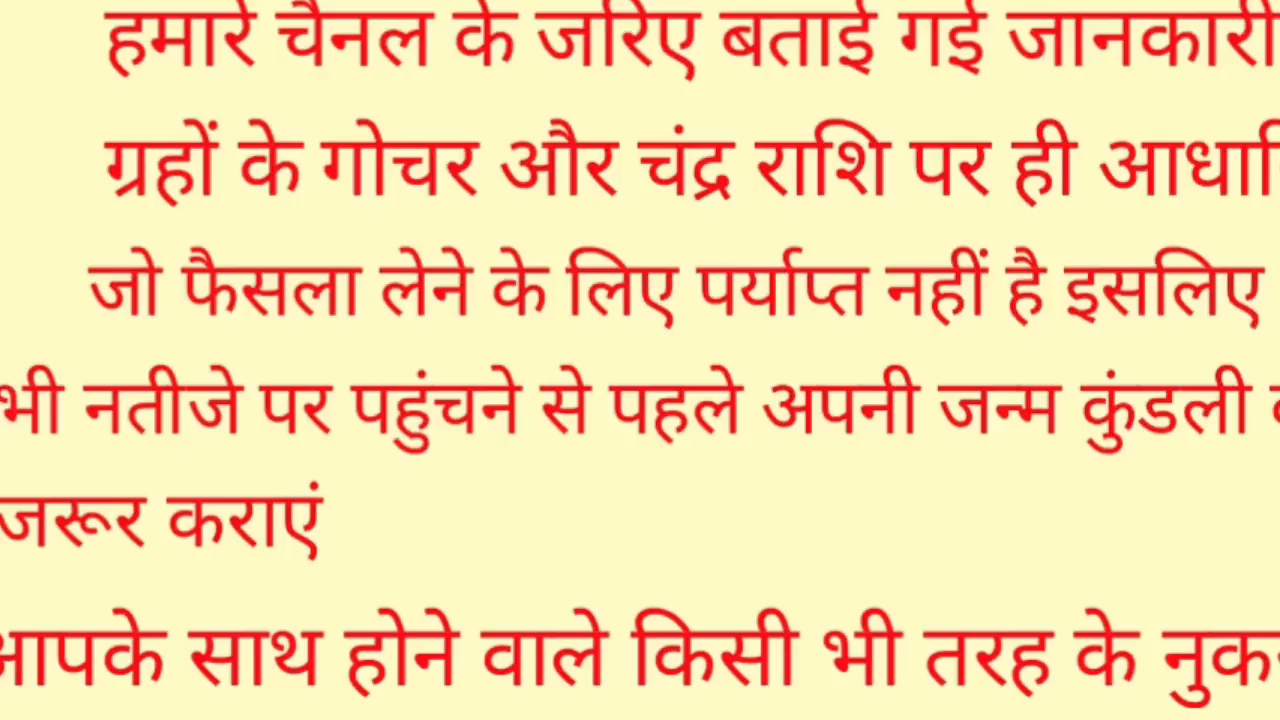 हमारे चैनल के जरिए बताई गई जानकारी
ग्रहों के गोचर और चंद्र राशि पर ही
जो फैसला लेने के लिए पर्याप्त नहीं है इसलिए
भी नतीजे पर पहुंचने से पहले अपनी जन्म कुंडली
जरूर कराएं
आपके साथ होने वाले किसी भी तरह के